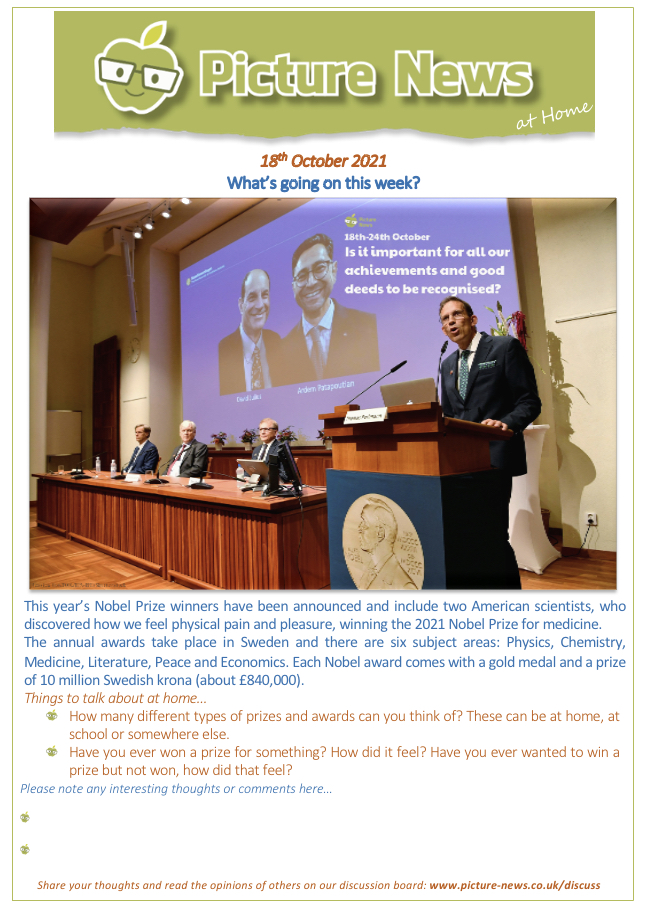 Picture News
at Home
18th October 2021
What's going on this week?
Picture
News
18th-24th October
Is it important for all our
achievements and good
deeds to be recognised?
Ardem Patapoutian
This year's Nobel Prize winners have been announced and include two American scientists, who
discovered how we feel physical pain and pleasure, winning the 2021 Nobel Prize for medicine.
The annual awards take place in Sweden and there are six subject areas: Physics, Chemistry,
Medicine, Literature, Peace and Economics. Each Nobel award comes with a gold medal and a prize
of 10 million Swedish krona (about £840,000).
Things to talk about at home…
How many different types of prizes and awards can you think of? These can be at home, at
school or somewhere else.
Have you ever won a prize for something? How did it feel? Have you ever wanted to win a
prize but not won, how did that feel?
Please note any interesting thoughts or comments here…
Share your thoughts and read the opinions of others on our discussion board: www.picture-news.co.uk/discuss